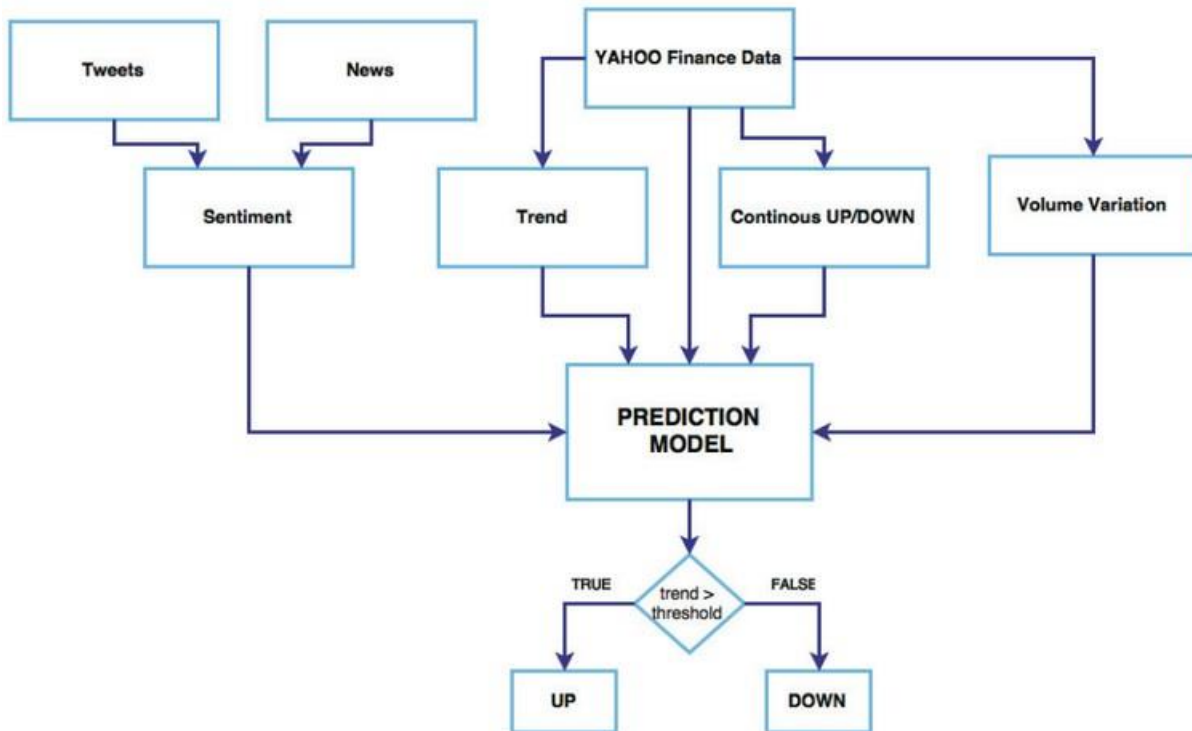 Tweets
News
YAHOO Finance Data
Sentiment
Trend
Continous UP/DOWN
Volume Variation
PREDICTION
MODEL
TRUE
FALSE
trend >
threshold
UP
DOWN